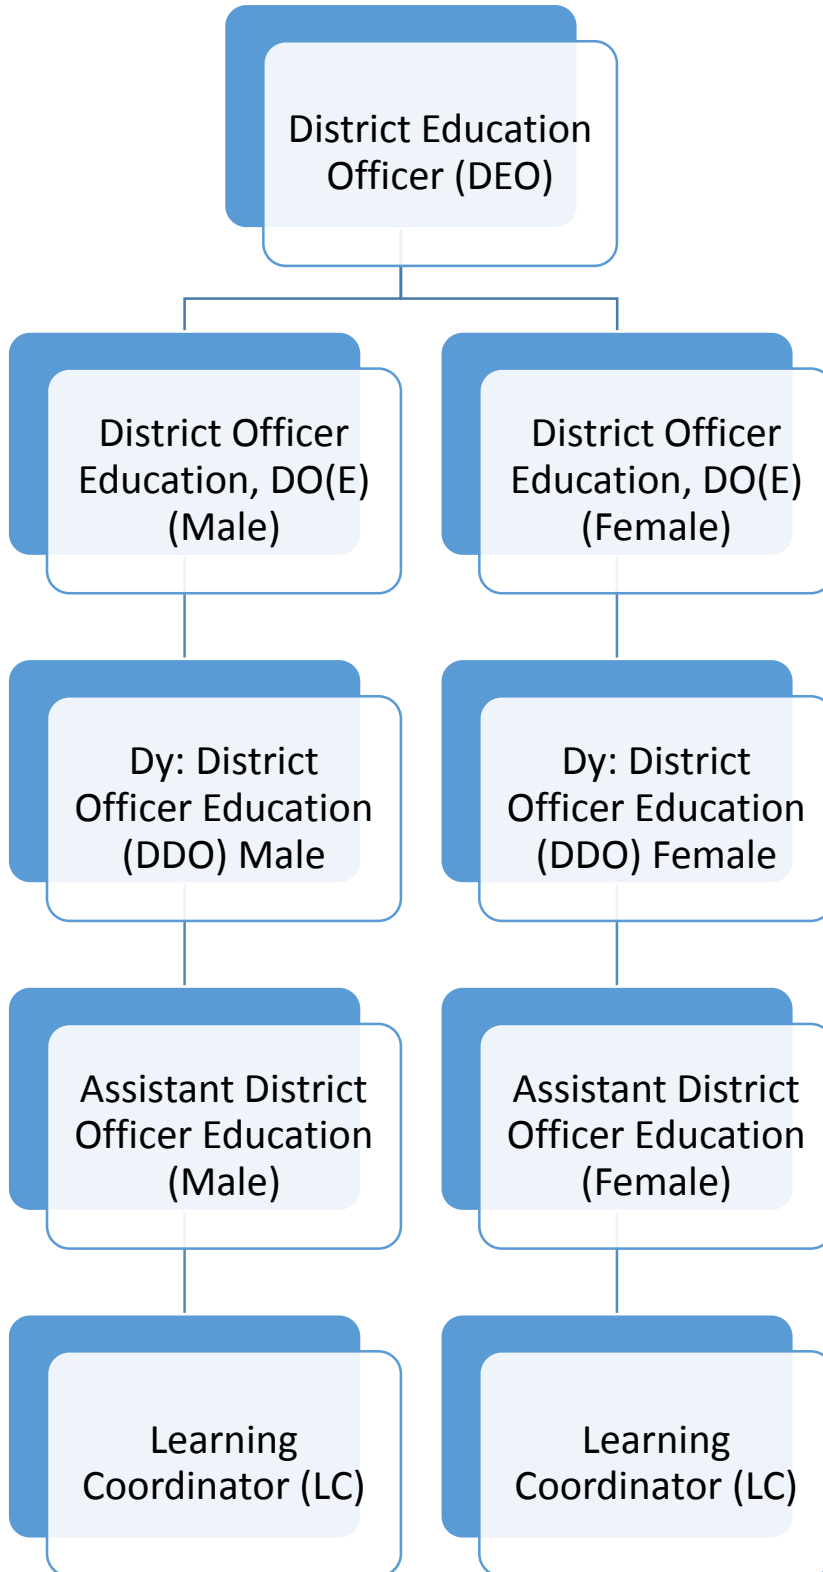 District Education
Officer (DEO)
District Officer
Education, DO(E)
(Male)
District Officer
Education, DO(E)
(Female)
Dy: District
Officer Education
(DDO) Male
Dy: District
Officer Education
(DDO) Female
Assistant District
Officer Education
(Male)
Assistant District
Officer Education
(Female)
Learning
Coordinator (LC)
Learning
Coordinator (LC)